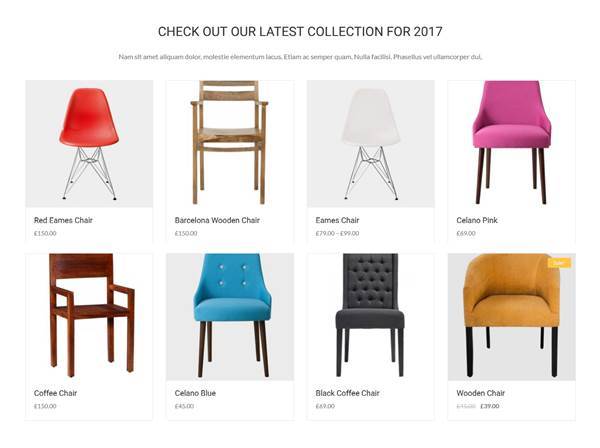 CHECK OUT OUR LATEST COLLECTION FOR 2017
Nam sit amet aliquam dolor, molestie elementum lacus. Etiam ac semper quam. Nulla facilisi. Phasellus vel ullamcorper dui,
Red Eames Chair
£150.00
Barcelona Wooden Chair
£150.00
Eames Chair
£79.00 – £99.00
Celano Pink
£69.00
Sale!
Coffee Chair
£150.00
Celano Blue
£45.00
Black Coffee Chair
£69.00
Wooden Chair
£45.00 £39.00